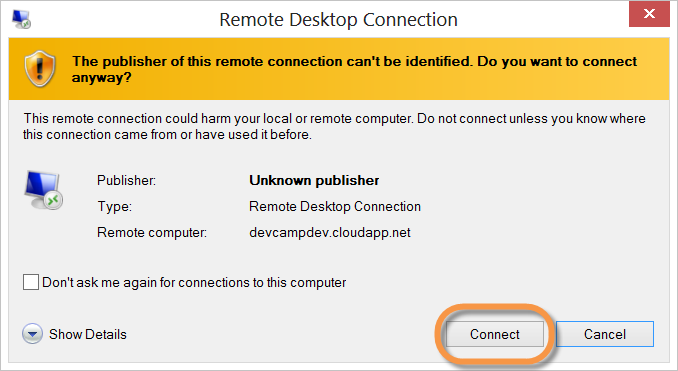 Remote Desktop Connection
The publisher of this remote connection can't be identified. Do you want to connect
anyway?
This remote connection could harm your local or remote computer. Do not connect unless you know where
this connection came from or have used it before.
Publisher: Unknown publisher
Type: Remote Desktop Connection
Remote computer: devcampdev.cloudapp.net
Don't ask me again for connections to this computer
Show Details Connect Cancel